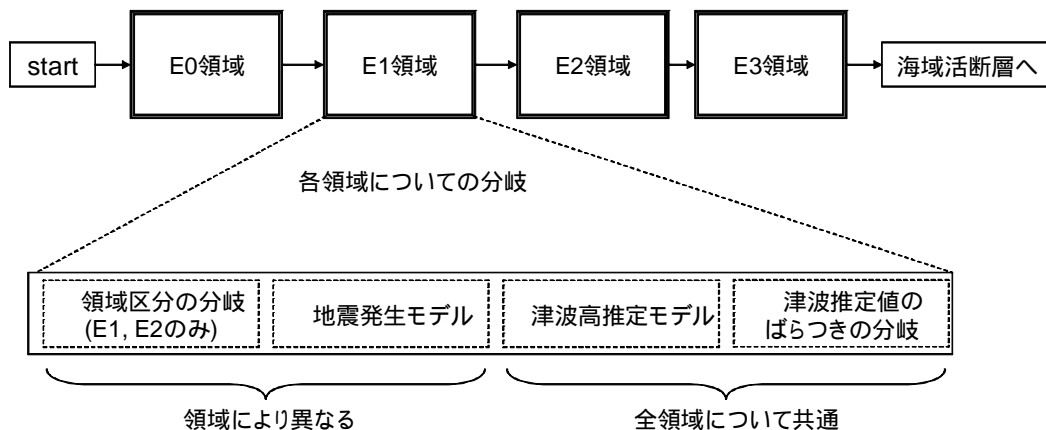 start
E0領域
E1領域
E2領域
E3領域
海域活断層へ
各領域についての分岐
領域区分の分岐
(E1, E2のみ)
地震発生モデル
津波高推定モデル
津波推定値の
ばらつきの分岐
領域により異なる
全領域について共通